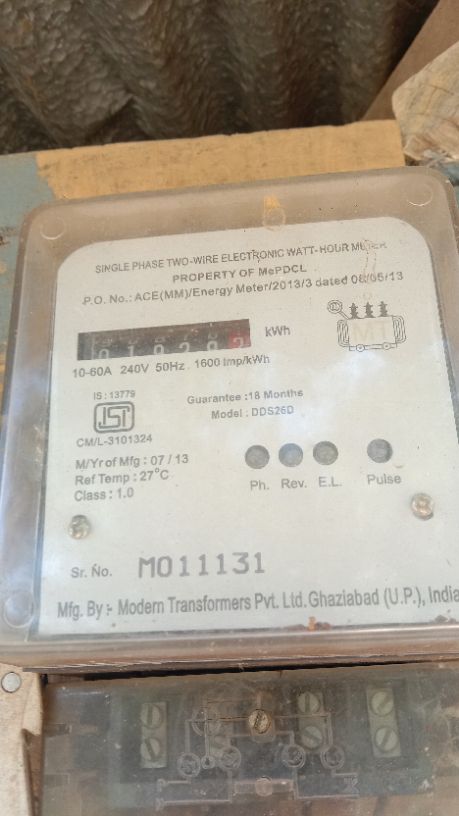 SINGLE PHASE TWO-WIRE ELECTRONIC WATT-HOUR METER
PROPERTY OF MePDCL
P.O. No.: ACE(MM)/Energy Meter/2013/3 dated 08/05/13
kWh
MT
10-60A 240V 50Hz 1600 Imp/kWh
IS : 13779
Guarantee :18 Months
ISI
Model : DDS26D
CM/L-3101324
M/Yr of Mfg : 07 / 13
Ref Temp : 27°C
Class : 1.0
Ph. Rev. E.L. Pulse
Sr. No. M011131
Mfg. By :- Modern Transformers Pvt. Ltd. Ghaziabad (U.P.), India